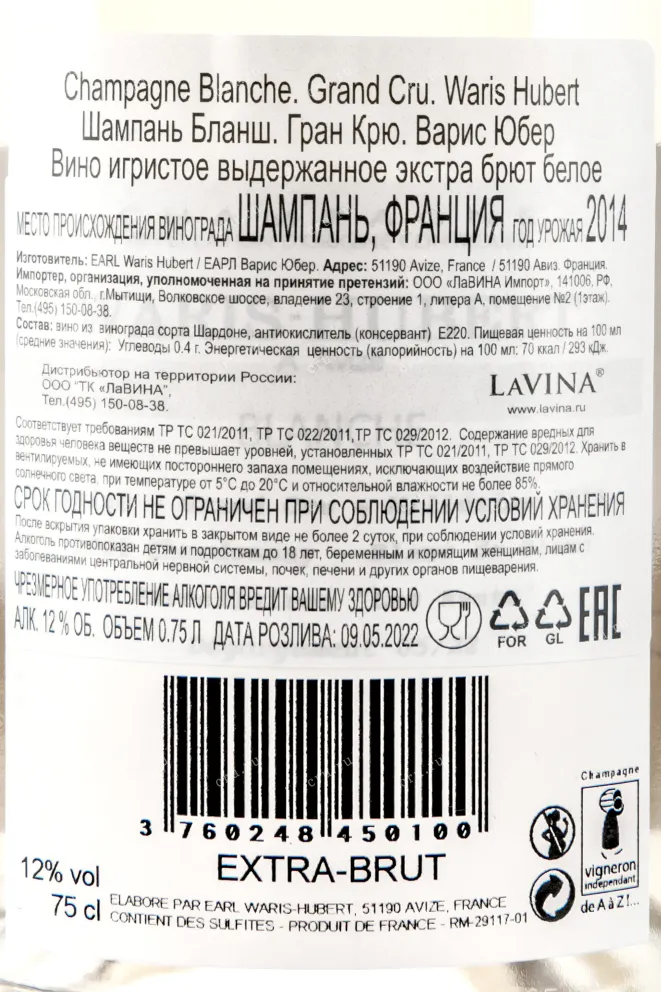 Champagne Blanche. Grand Cru. Waris Hubert
Шампань Бланш. Гран Крю. Варис Юбер
Вино игристое выдержанное экстра брют белое
МЕСТО ПРОИСХОЖДЕНИЯ ВИНОГРАДА ШАМПАНЬ, ФРАНЦИЯ ГОД УРОЖАЯ 2014
Изготовитель: EARL Waris Hubert / ЕАРЛ Варис Юбер. Адрес: 51190 Avize, France / 51190 Авиз. Франция.
Импортер, организация, уполномоченная на принятие претензий: ООО «ЛаВИНА Импорт», 141006, РФ,
Московская обл., г.Мытищи, Волковское шоссе, владение 23, строение 1, литера А, помещение №2 (1этаж).
Тел.(495) 150-08-38.
Состав: вино из винограда сорта Шардоне, антиокислитель (консервант) Е220. Пищевая ценность на 100 мл
(средние значения): Углеводы 0.4 г. Энергетическая ценность (калорийность) на 100 мл: 70 ккал / 293 кДж.
Дистрибьютор на территории России:
ООО "ТК «ЛаВИНА",
Тел.(495) 150-08-38.
LAVINA®
www.lavina.ru
Соответствует требованиям ТР ТС 021/2011, ТР ТС 022/2011,ТР ТС 029/2012. Содержание вредных для
здоровья человека веществ не превышает уровней, установленных ТР ТС 021/2011, ТР ТС 029/2012. Хранить в
вентилируемых, не имеющих постороннего запаха помещениях, исключающих воздействие прямого
солнечного света. при температуре от 5°С до 20°С и относительной влажности не более 85%.
СРОК ГОДНОСТИ НЕ ОГРАНИЧЕН ПРИ СОБЛЮДЕНИИ УСЛОВИЙ ХРАНЕНИЯ
После вскрытия упаковки хранить в закрытом виде не более 2 суток, при соблюдении условий хранения.
Алкоголь противопоказан детям и подросткам до 18 лет, беременным и кормящим женщинам, лицам с
заболеваниями центральной нервной системы, почек, печени и других органов пищеварения.
ЧРЕЗМЕРНОЕ УПОТРЕБЛЕНИЕ АЛКОГОЛЯ ВРЕДИТ ВАШЕМУ ЗДОРОВЬЮ
АЛК. 12 % ОБ. ОБЪЕМ 0.75 Л ДАТА РОЗЛИВА: 09.05.2022
FOR
GL
EAC
3 760248 450100
EXTRA-BRUT
12% vol
75 cl
ELABORE PAR EARL WARIS-HUBERT, 51190 AVIZE, FRANCE
CONTIENT DES SULFITES - PRODUIT DE FRANCE - RM-29117-01
Champagne
vigneron
indépendant
de A à Z!...